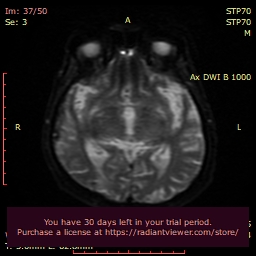 Im: 37/50
Se: 3
STP70
STP70
M
A
Ax DWI B 1000
R
L
You have 30 days left in your trial period.
Purchase a license at https://radiantviewer.com/store/